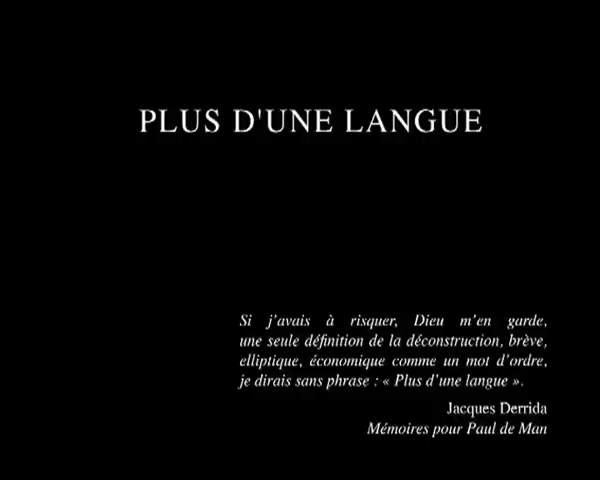 PLUS D'UNE LANGUE
Si j’avais à risquer, Dieu m’en garde,
une seule définition de la déconstruction, brève,
elliptique, économique comme un mot d’ordre,
je dirais sans phrase : « Plus d’une langue ».
Jacques Derrida
Mémoires pour Paul de Man